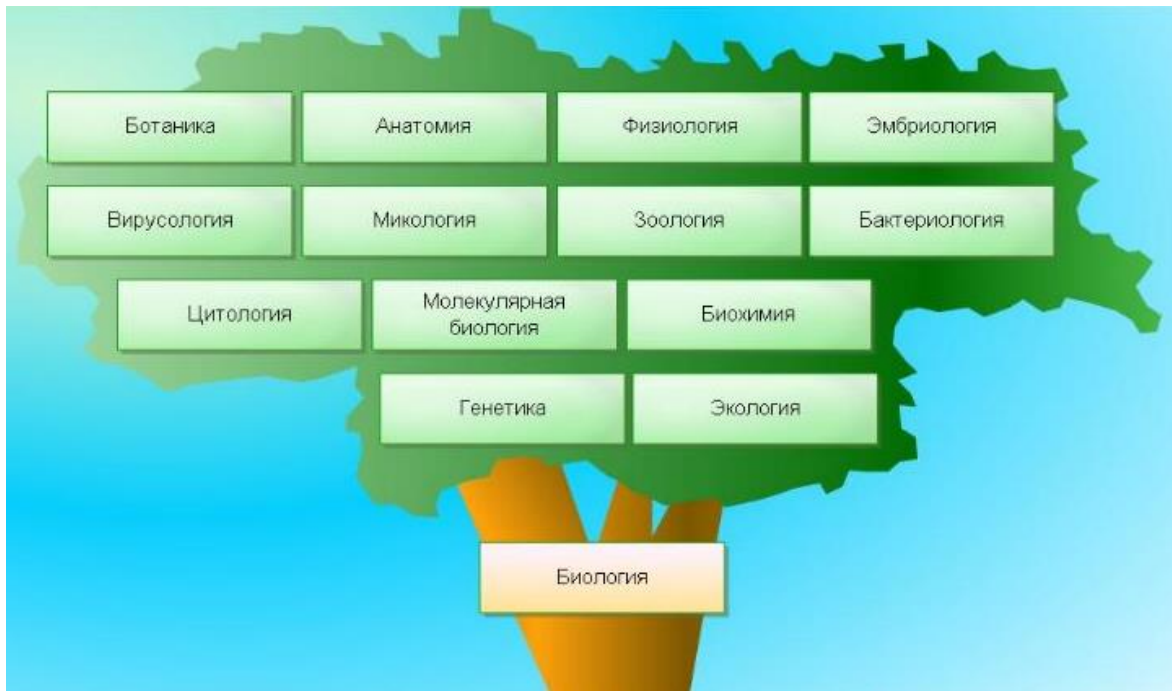 Ботаника
Анатомия
Физиология
Эмбриология
Вирусология
Микология
Зоология
Бактериология
Цитология
Молекулярная
биология
Биохимия
Генетика
Экология
Биология